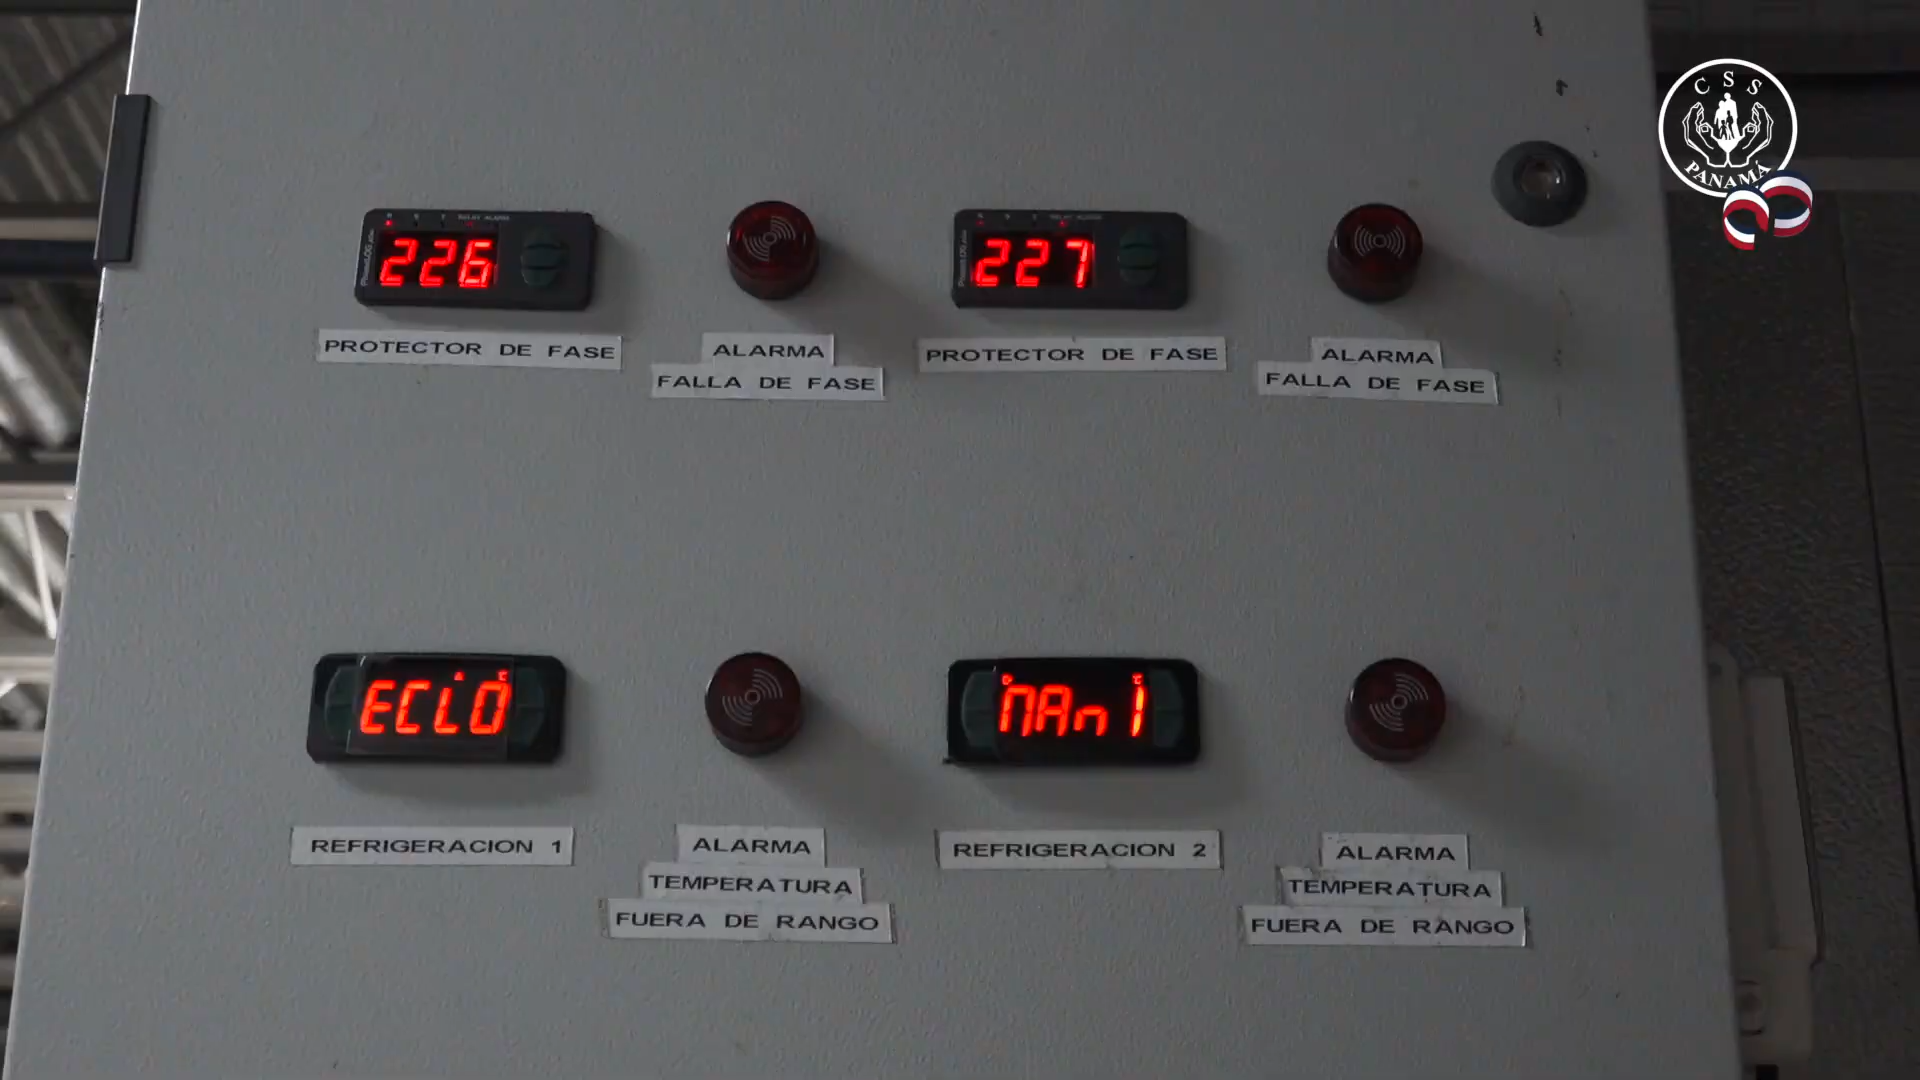 CSS
PANAMÁ
226
227
PROTECTOR DE FASE
ALARMA
FALLA DE FASE
PROTECTOR DE FASE
ALARMA
FALLA DE FASE
ECLO
MAn1
REFRIGERACION 1
ALARMA
TEMPERATURA
FUERA DE RANGO
REFRIGERACION 2
ALARMA
TEMPERATURA
FUERA DE RANGO